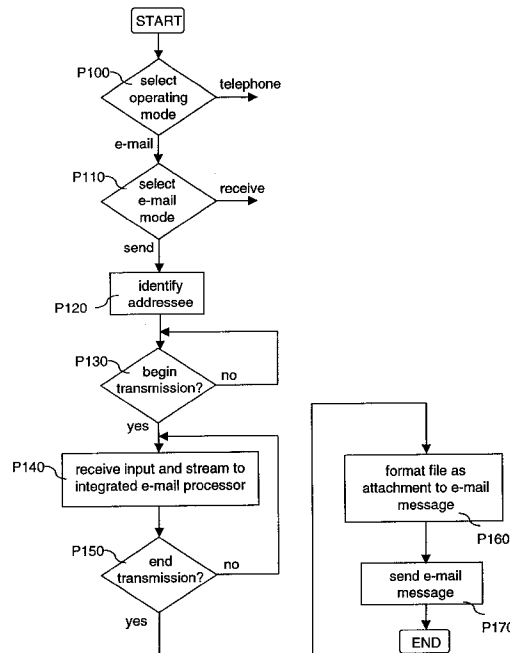 START
P100
select
operating
mode
telephone
e-mail
P110
select
e-mail
mode
receive
send
identify
addressee
P120
P130
begin
transmission?
no
yes
P140
receive input and stream to
integrated e-mail processor
P150
end
transmission?
no
yes
format file as
attachment to e-mail
message
P160
send e-mail
message
P170
END